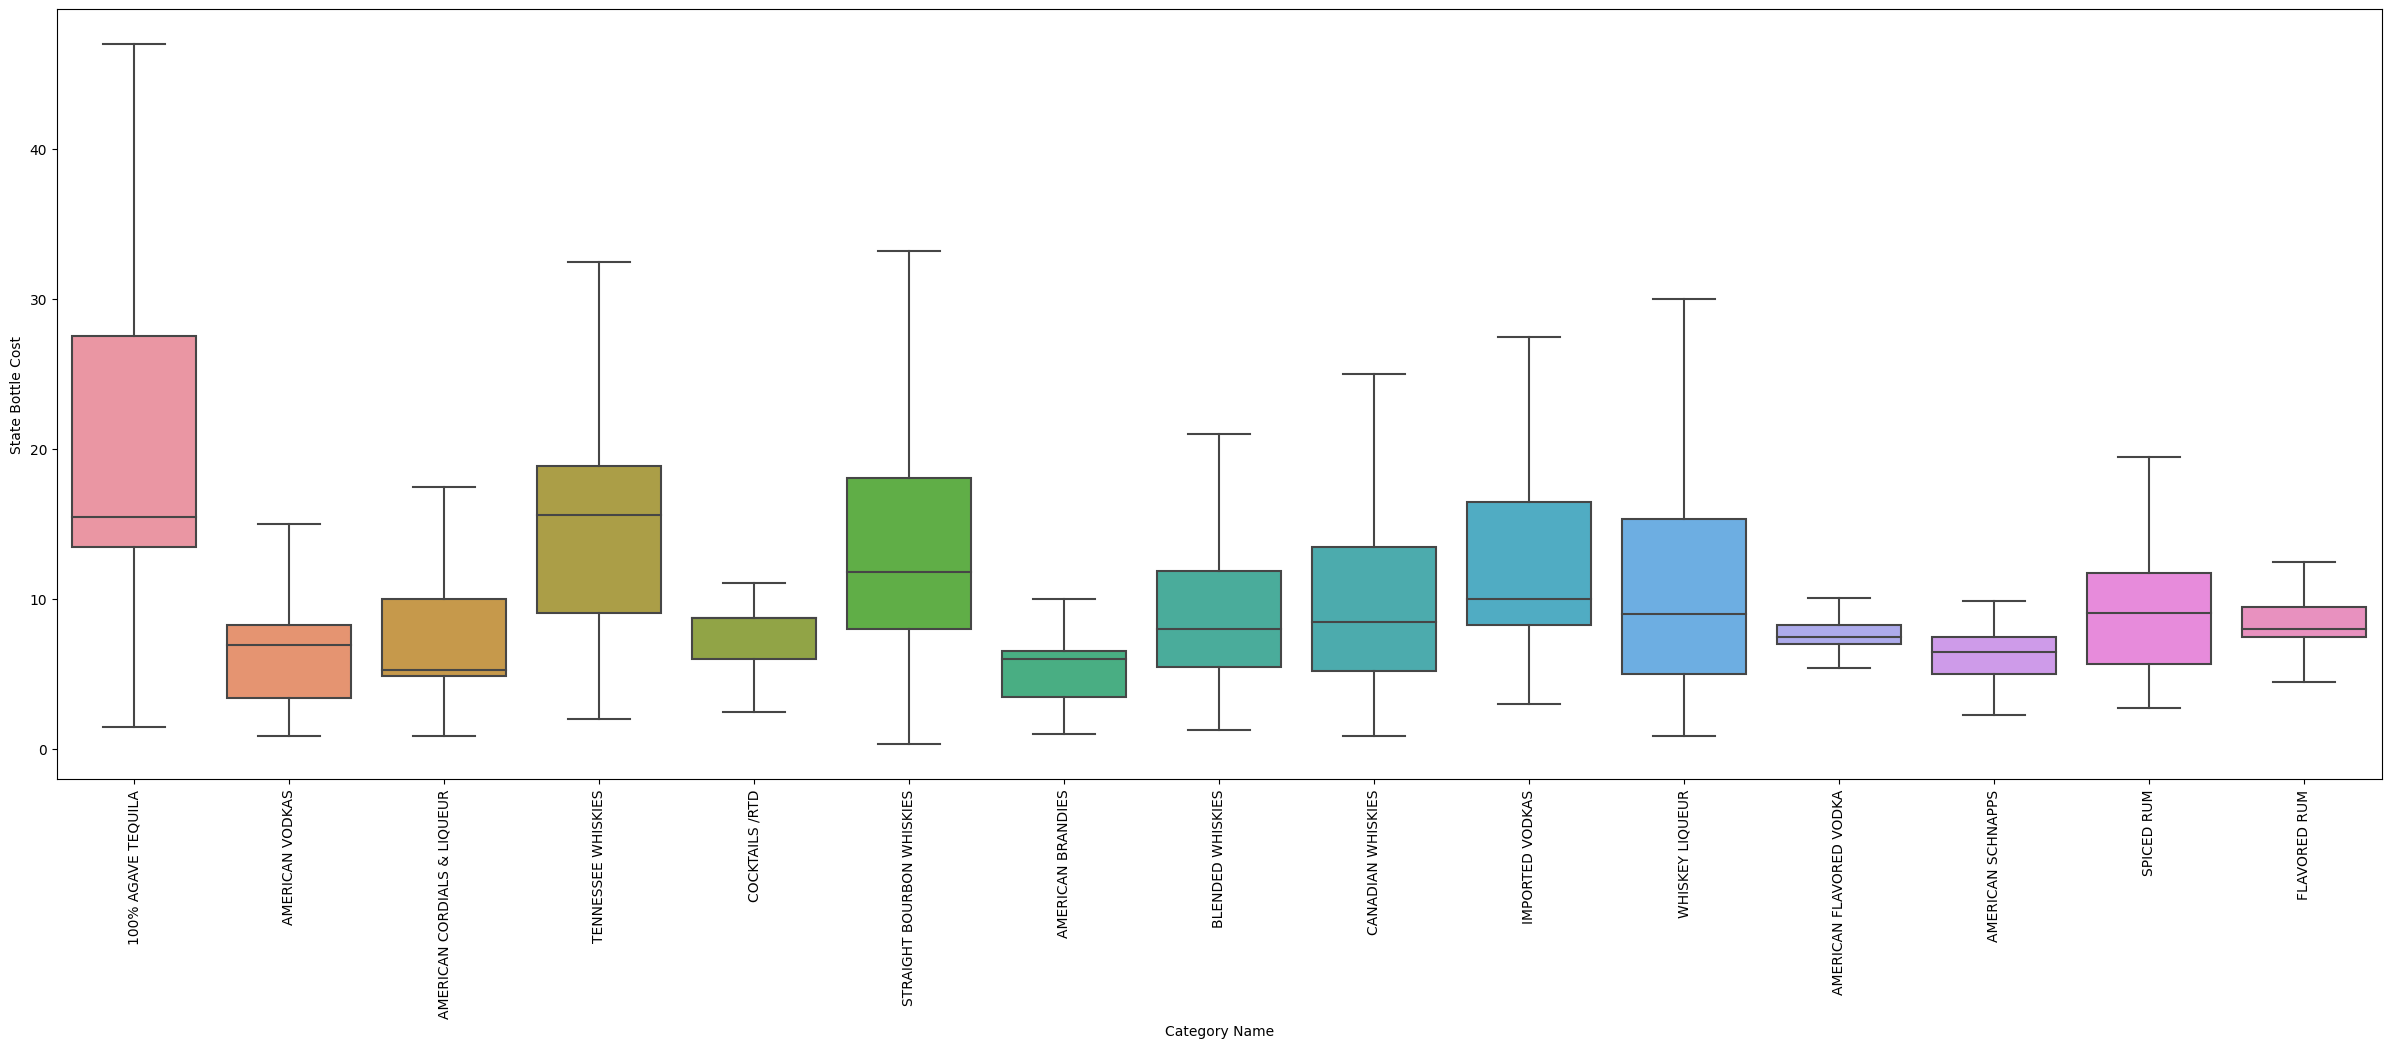 State Bottle Cost
40
30
20
10
0
100% AGAVE TEQUILA
AMERICAN VODKAS
AMERICAN CORDIALS & LIQUEUR
TENNESSEE WHISKIES
COCKTAILS /RTD
STRAIGHT BOURBON WHISKIES
AMERICAN BRANDIES
BLENDED WHISKIES
CANADIAN WHISKIES
IMPORTED VODKAS
WHISKEY LIQUEUR
AMERICAN FLAVORED VODKA
AMERICAN SCHNAPPS
SPICED RUM
FLAVORED RUM
Category Name